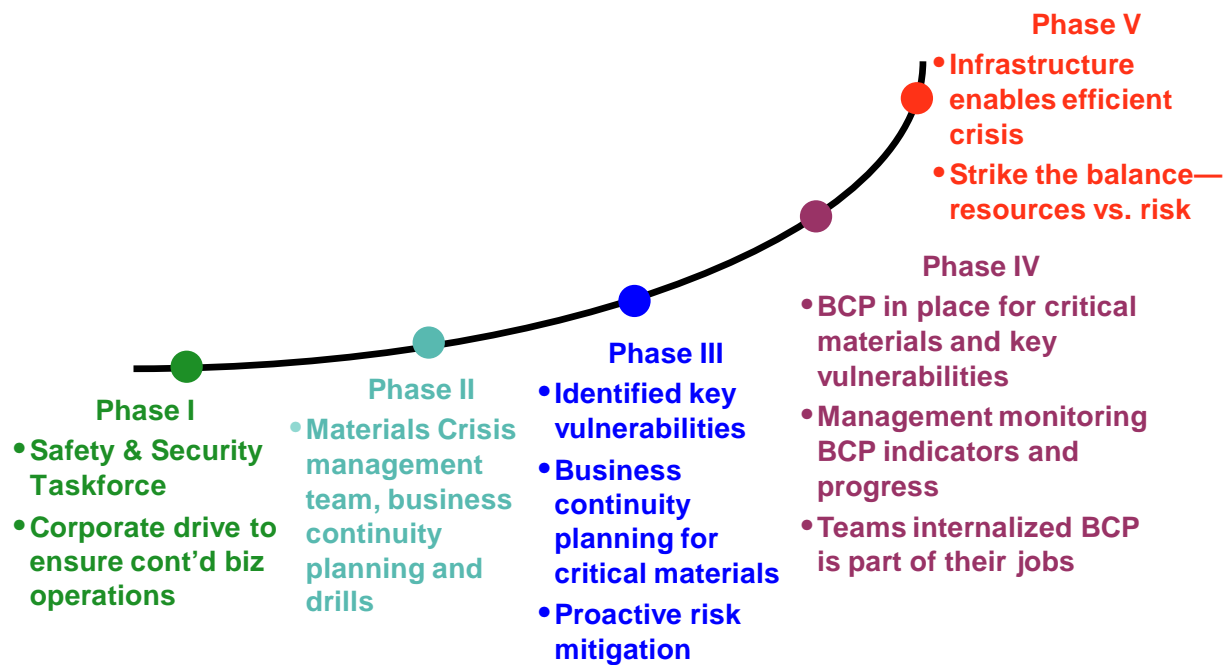 Phase I
• Safety & Security
Taskforce
• Corporate drive to
ensure cont’d biz
operations
Phase II
• Materials Crisis
management
team, business
continuity
planning and
drills
Phase III
• Identified key
vulnerabilities
• Business
continuity
planning for
critical materials
• Proactive risk
mitigation
Phase IV
• BCP in place for critical
materials and key
vulnerabilities
• Management monitoring
BCP indicators and
progress
• Teams internalized BCP
is part of their jobs
Phase V
• Infrastructure
enables efficient
crisis
• Strike the balance—
resources vs. risk